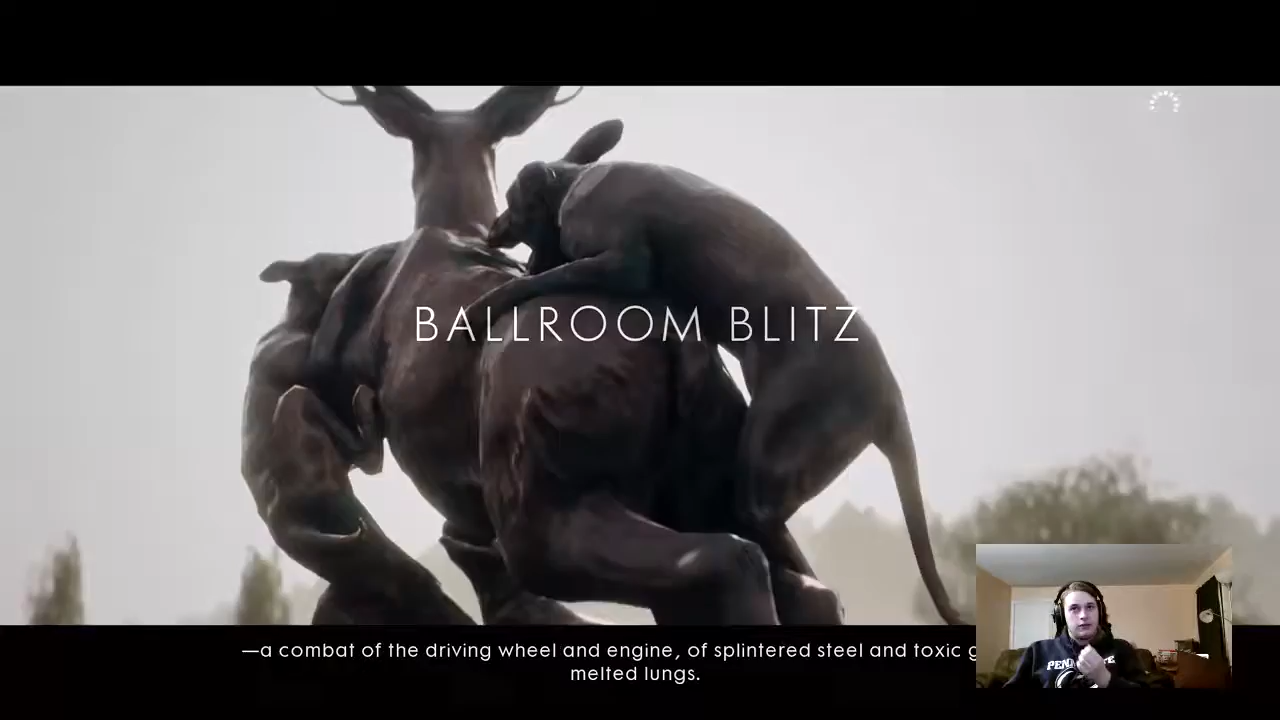 BALLROOM BLITZ
—a combat of the driving wheel and engine, of splintered steel and toxic
melted lungs.